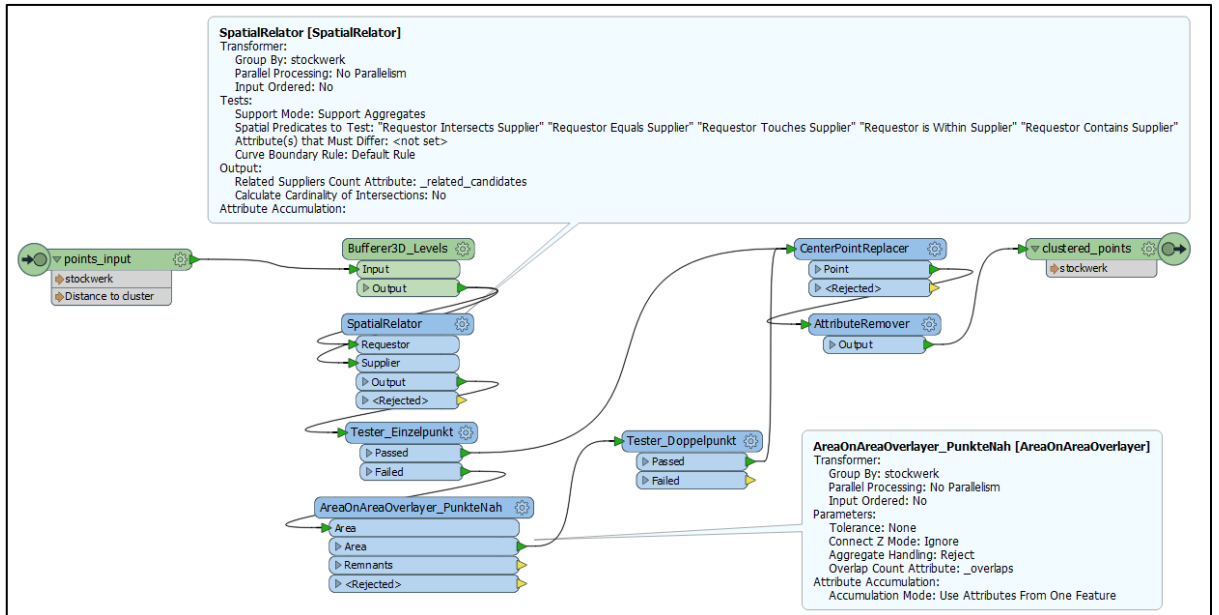 SpatialRelator [SpatialRelator]
Transformer:
Group By: stockwerk
Parallel Processing: No Parallelism
Input Ordered: No
Tests:
Support Mode: Support Aggregates
Spatial Predicates to Test: "Requestor Intersects Supplier" "Requestor Equals Supplier" "Requestor Touches Supplier" "Requestor is Within Supplier" "Requestor Contains Supplier"
Attribute(s) that Must Differ: <not set>
Curve Boundary Rule: Default Rule
Output:
Related Suppliers Count Attribute: _related_candidates
Calculate Cardinality of Intersections: No
Attribute Accumulation:
points_input
stockwerk
Distance to cluster
Bufferer3D_Levels
Input
Output
SpatialRelator
Requestor
Supplier
Output
<Rejected>
Tester_Einzelpunkt
Passed
Failed
AreaOnAreaOverlayer_PunkteNah
Area
Area
Remnants
<Rejected>
Tester_Doppelpunkt
Passed
Failed
CenterPointReplacer
Point
<Rejected>
AttributeRemover
Output
clustered_points
stockwerk
AreaOnAreaOverlayer_PunkteNah [AreaOnAreaOverlayer]
Transformer:
Group By: stockwerk
Parallel Processing: No Parallelism
Input Ordered: No
Parameters:
Tolerance: None
Connect Z Mode: Ignore
Aggregate Handling: Reject
Overlap Count Attribute: _overlaps
Attribute Accumulation:
Accumulation Mode: Use Attributes From One Feature